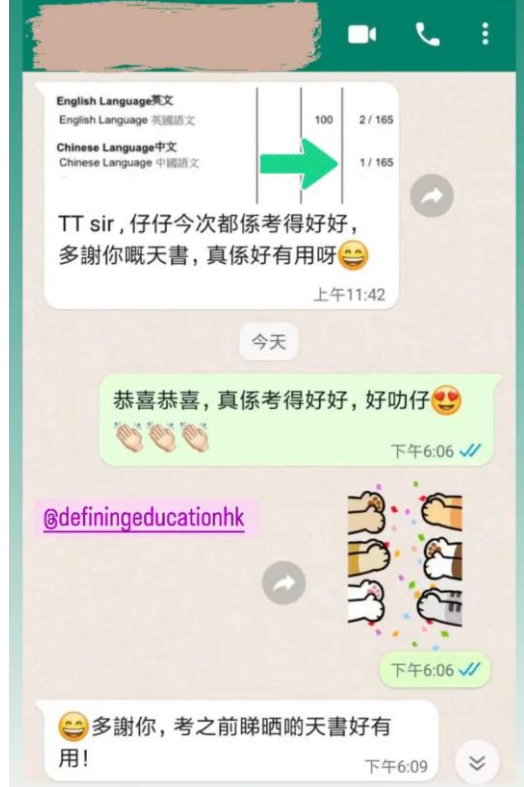 English Language英文
English Language 英國語文 100 2 / 165
Chinese Language中文
Chinese Language 中國語文 1 / 165
TT sir , 仔仔今次都係考得好好，
多謝你嘅天書，真係好有用呀😄
上午11:42
今天
恭喜恭喜，真係考得好好，好叻仔😍
👏🏻👏🏻👏🏻
下午6:06
@definingeducationhk
下午6:06
😄多謝你，考之前睇晒啲天書好有
用！
下午6:09